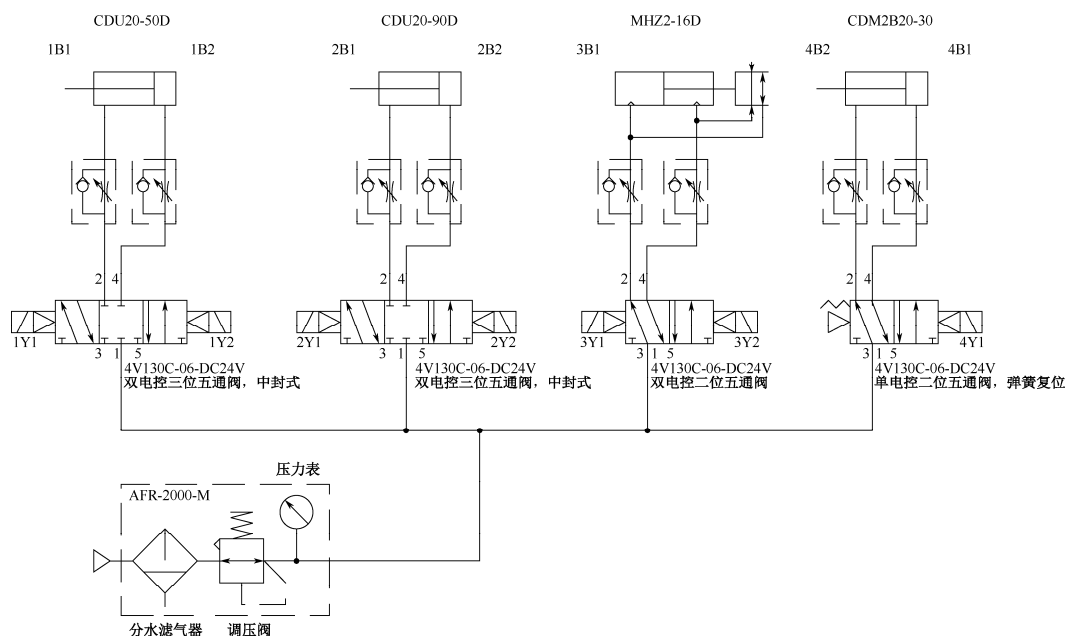 CDU20-50D CDU20-90D MHZ2-16D CDM2B20-30
1B1 1B2 2B1 2B2 3B1 4B2 4B1
2 4 2 4 2 4 2 4
1Y1 1Y2 2Y1 2Y2 3Y1 3Y2 4Y1
3 1 5 3 1 5 3 1 5 3 1 5
4V130C-06-DC24V 4V130C-06-DC24V 4V130C-06-DC24V 4V130C-06-DC24V
双电控三位五通阀，中封式 双电控三位五通阀，中封式 双电控二位五通阀 单电控二位五通阀，弹簧复位
压力表
AFR-2000-M
分水滤气器 调压阀